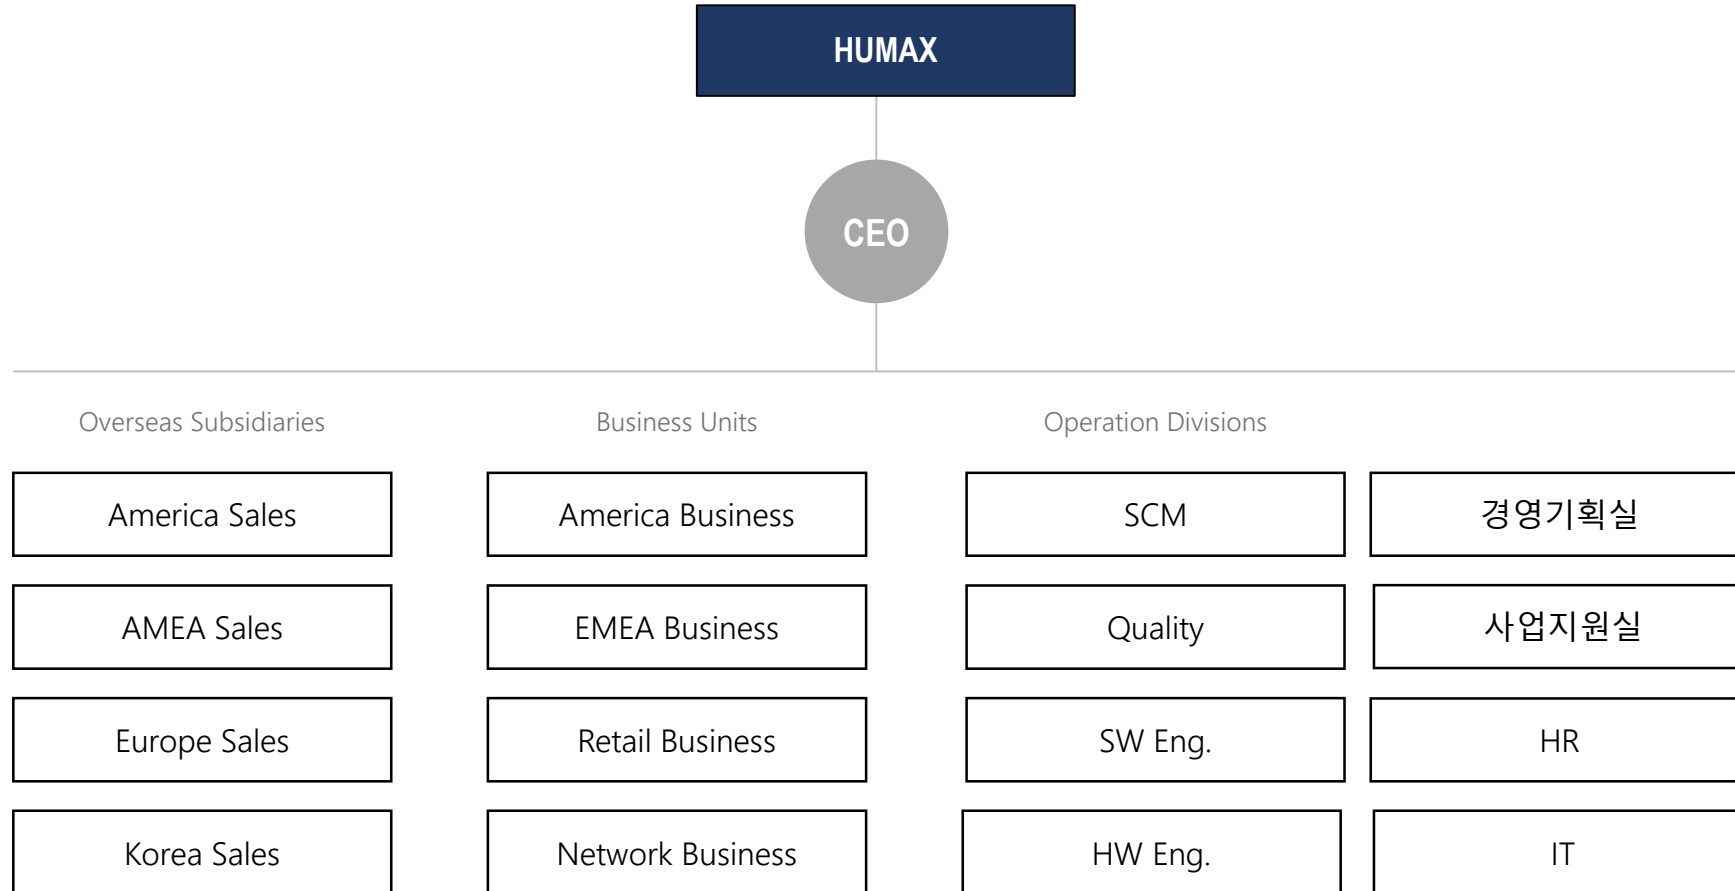 HUMAX
CEO
Overseas Subsidiaries
Business Units
Operation Divisions
America Sales
America Business
SCM
경영기획실
AMEA Sales
EMEA Business
Quality
사업지원실
Europe Sales
Retail Business
SW Eng.
HR
Korea Sales
Network Business
HW Eng.
IT